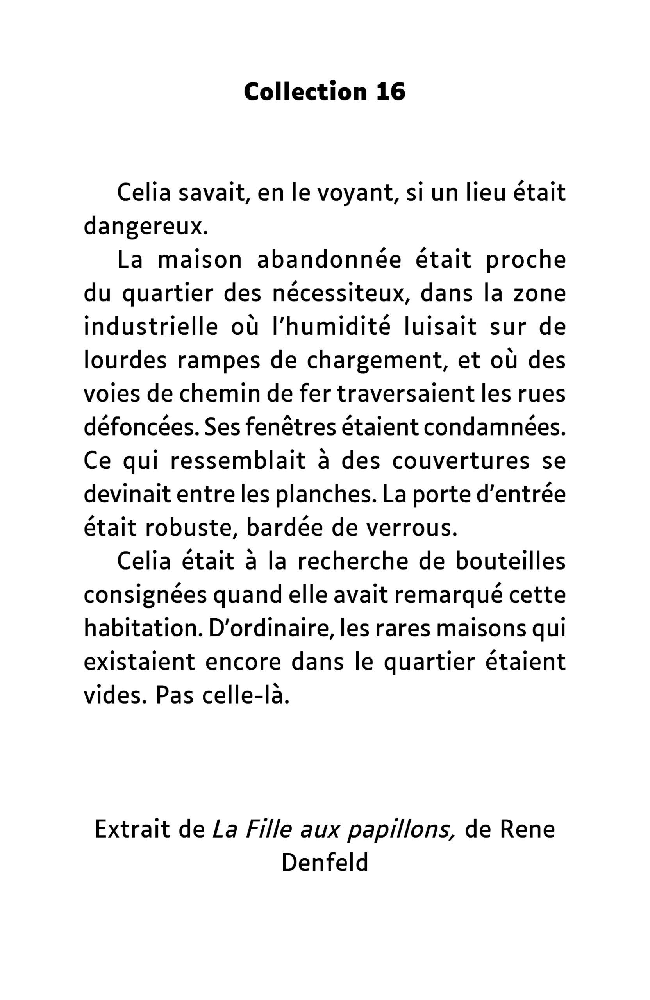 Collection 16
Celia savait, en le voyant, si un lieu était
dangereux.
La maison abandonnée était proche
du quartier des nécessiteux, dans la zone
industrielle où l'humidité luisait sur de
lourdes rampes de chargement, et où des
voies de chemin de fer traversaient les rues
défoncées. Ses fenêtres étaient condamnées.
Ce qui ressemblait à des couvertures se
devinait entre les planches. La porte d'entrée
était robuste, bardée de verrous.
Celia était à la recherche de bouteilles
consignées quand elle avait remarqué cette
habitation. D'ordinaire, les rares maisons qui
existaient encore dans le quartier étaient
vides. Pas celle-là.
Extrait de La Fille aux papillons, de Rene
Denfeld